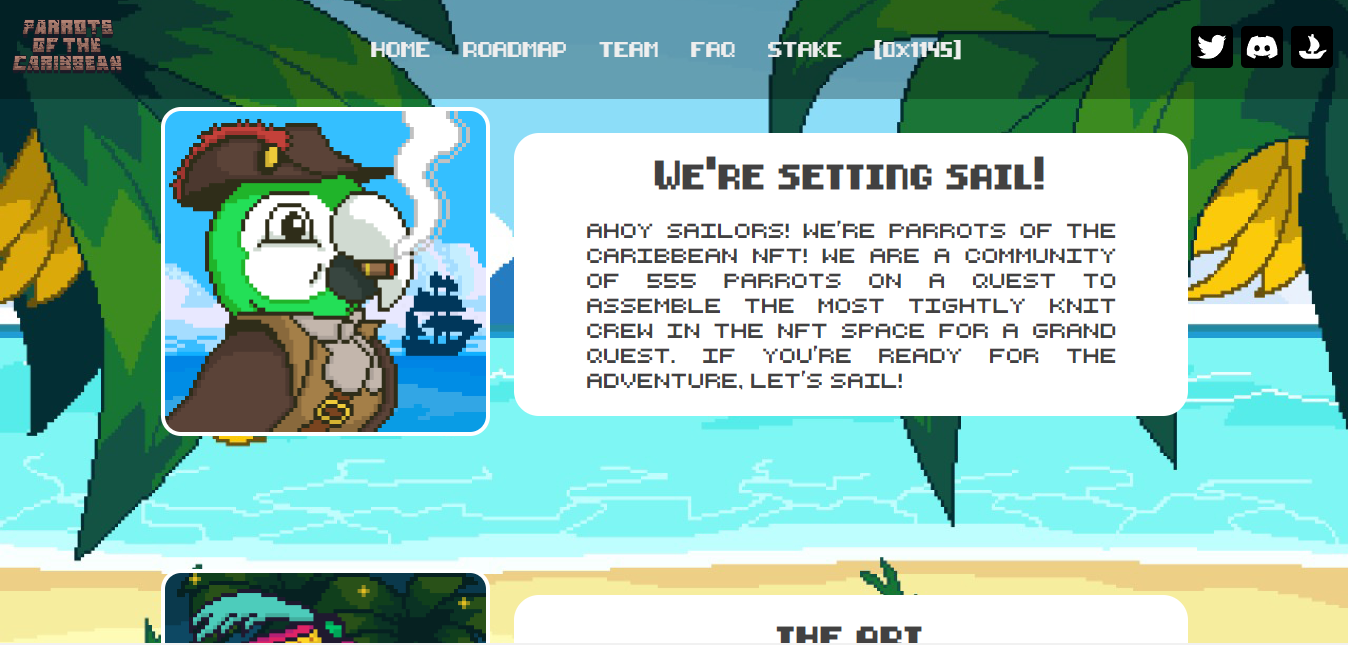 PARROTS
OF THE
CARIBBEAN
HOME ROADMAP TEAM FAQ STAKE [0x1145]
WE'RE SETTING SAIL!
AHOY SAILORS! WE'RE PARROTS OF THE
CARIBBEAN NFT! WE ARE A COMMUNITY
OF 555 PARROTS ON A QUEST TO
ASSEMBLE THE MOST TIGHTLY KNIT
CREW IN THE NFT SPACE FOR A GRAND
QUEST. IF YOU'RE READY FOR THE
ADVENTURE, LET'S SAIL!
THE ART